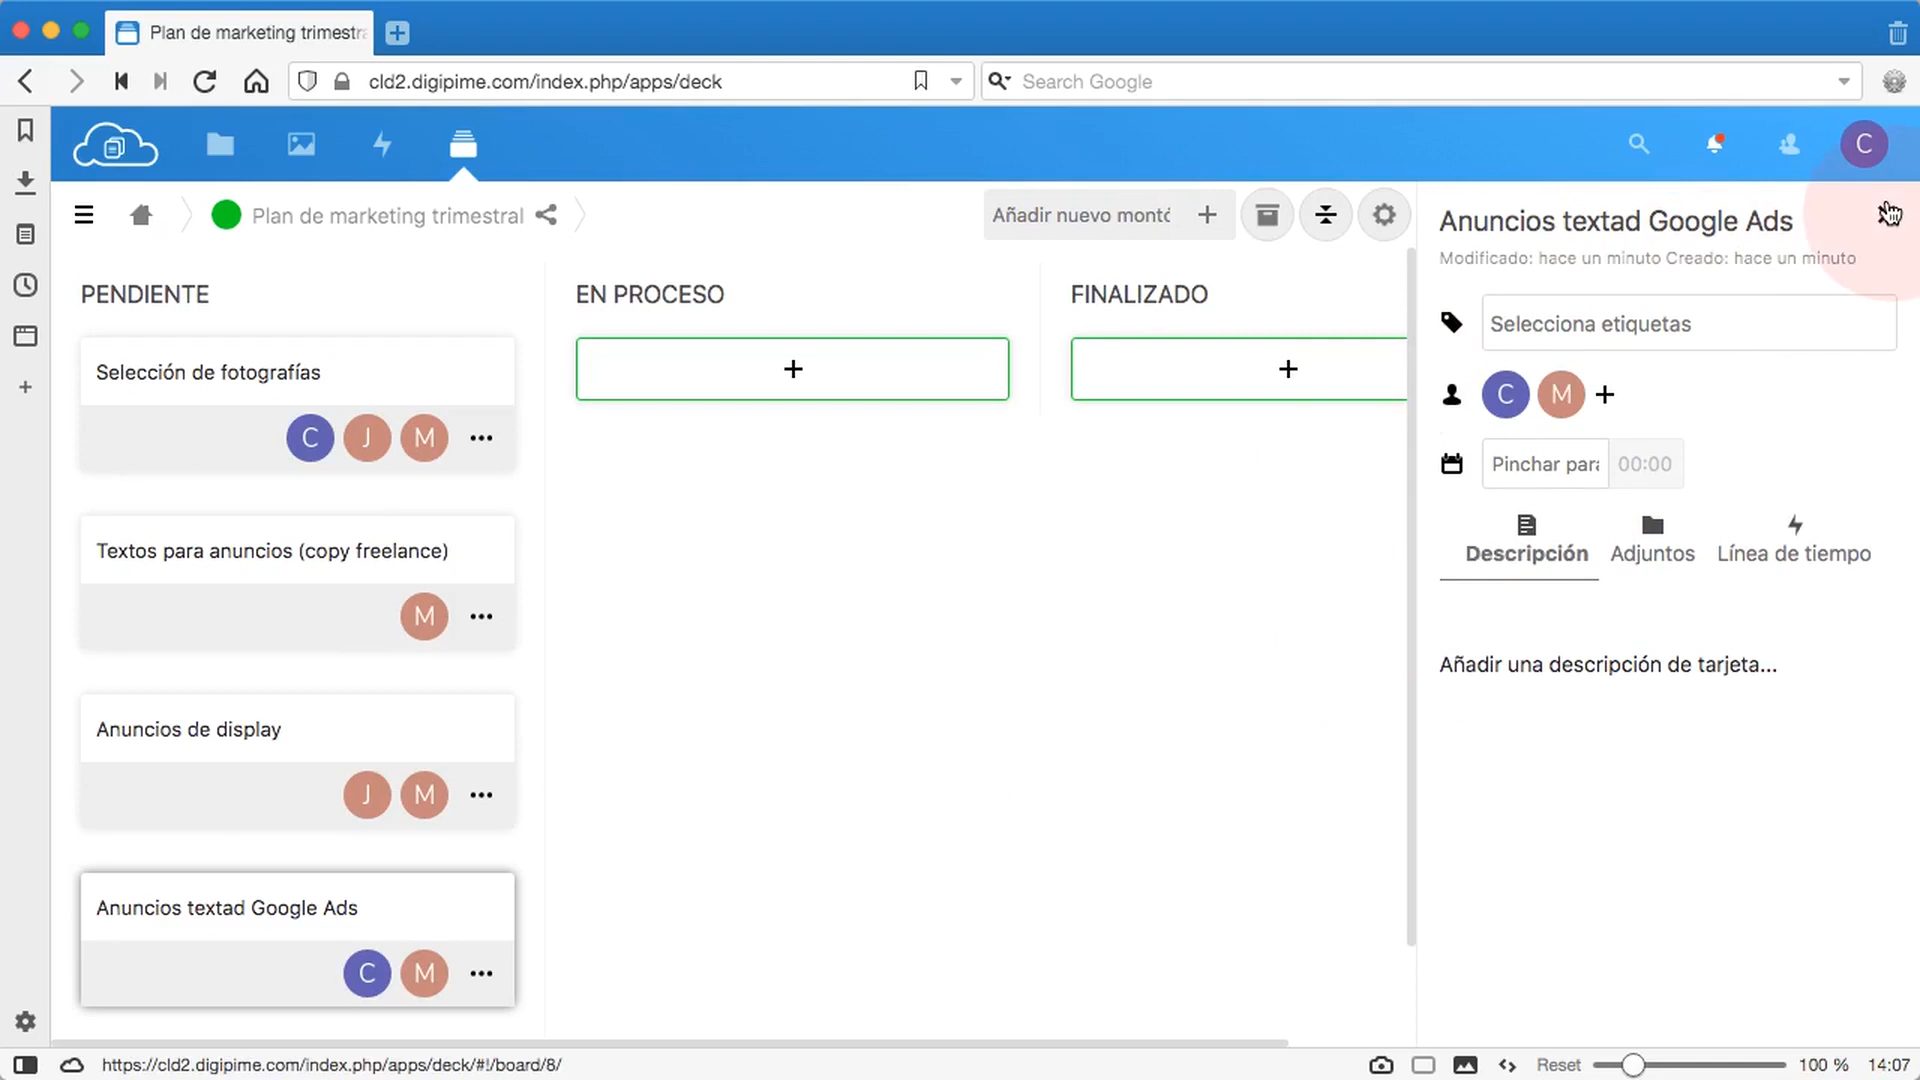 Plan de marketing trimestra
cld2.digipime.com/index.php/apps/deck
Search Google
C
Plan de marketing trimestral
Añadir nuevo montó
Anuncios textad Google Ads
Modificado: hace un minuto Creado: hace un minuto
PENDIENTE
EN PROCESO
FINALIZADO
Selecciona etiquetas
Selección de fotografías
C J M
C M
Pinchar para 00:00
Textos para anuncios (copy freelance)
M
Descripción Adjuntos Línea de tiempo
Añadir una descripción de tarjeta...
Anuncios de display
J M
Anuncios textad Google Ads
C M
https://cld2.digipime.com/index.php/apps/deck/#!/board/8/
Reset 100 % 14:07